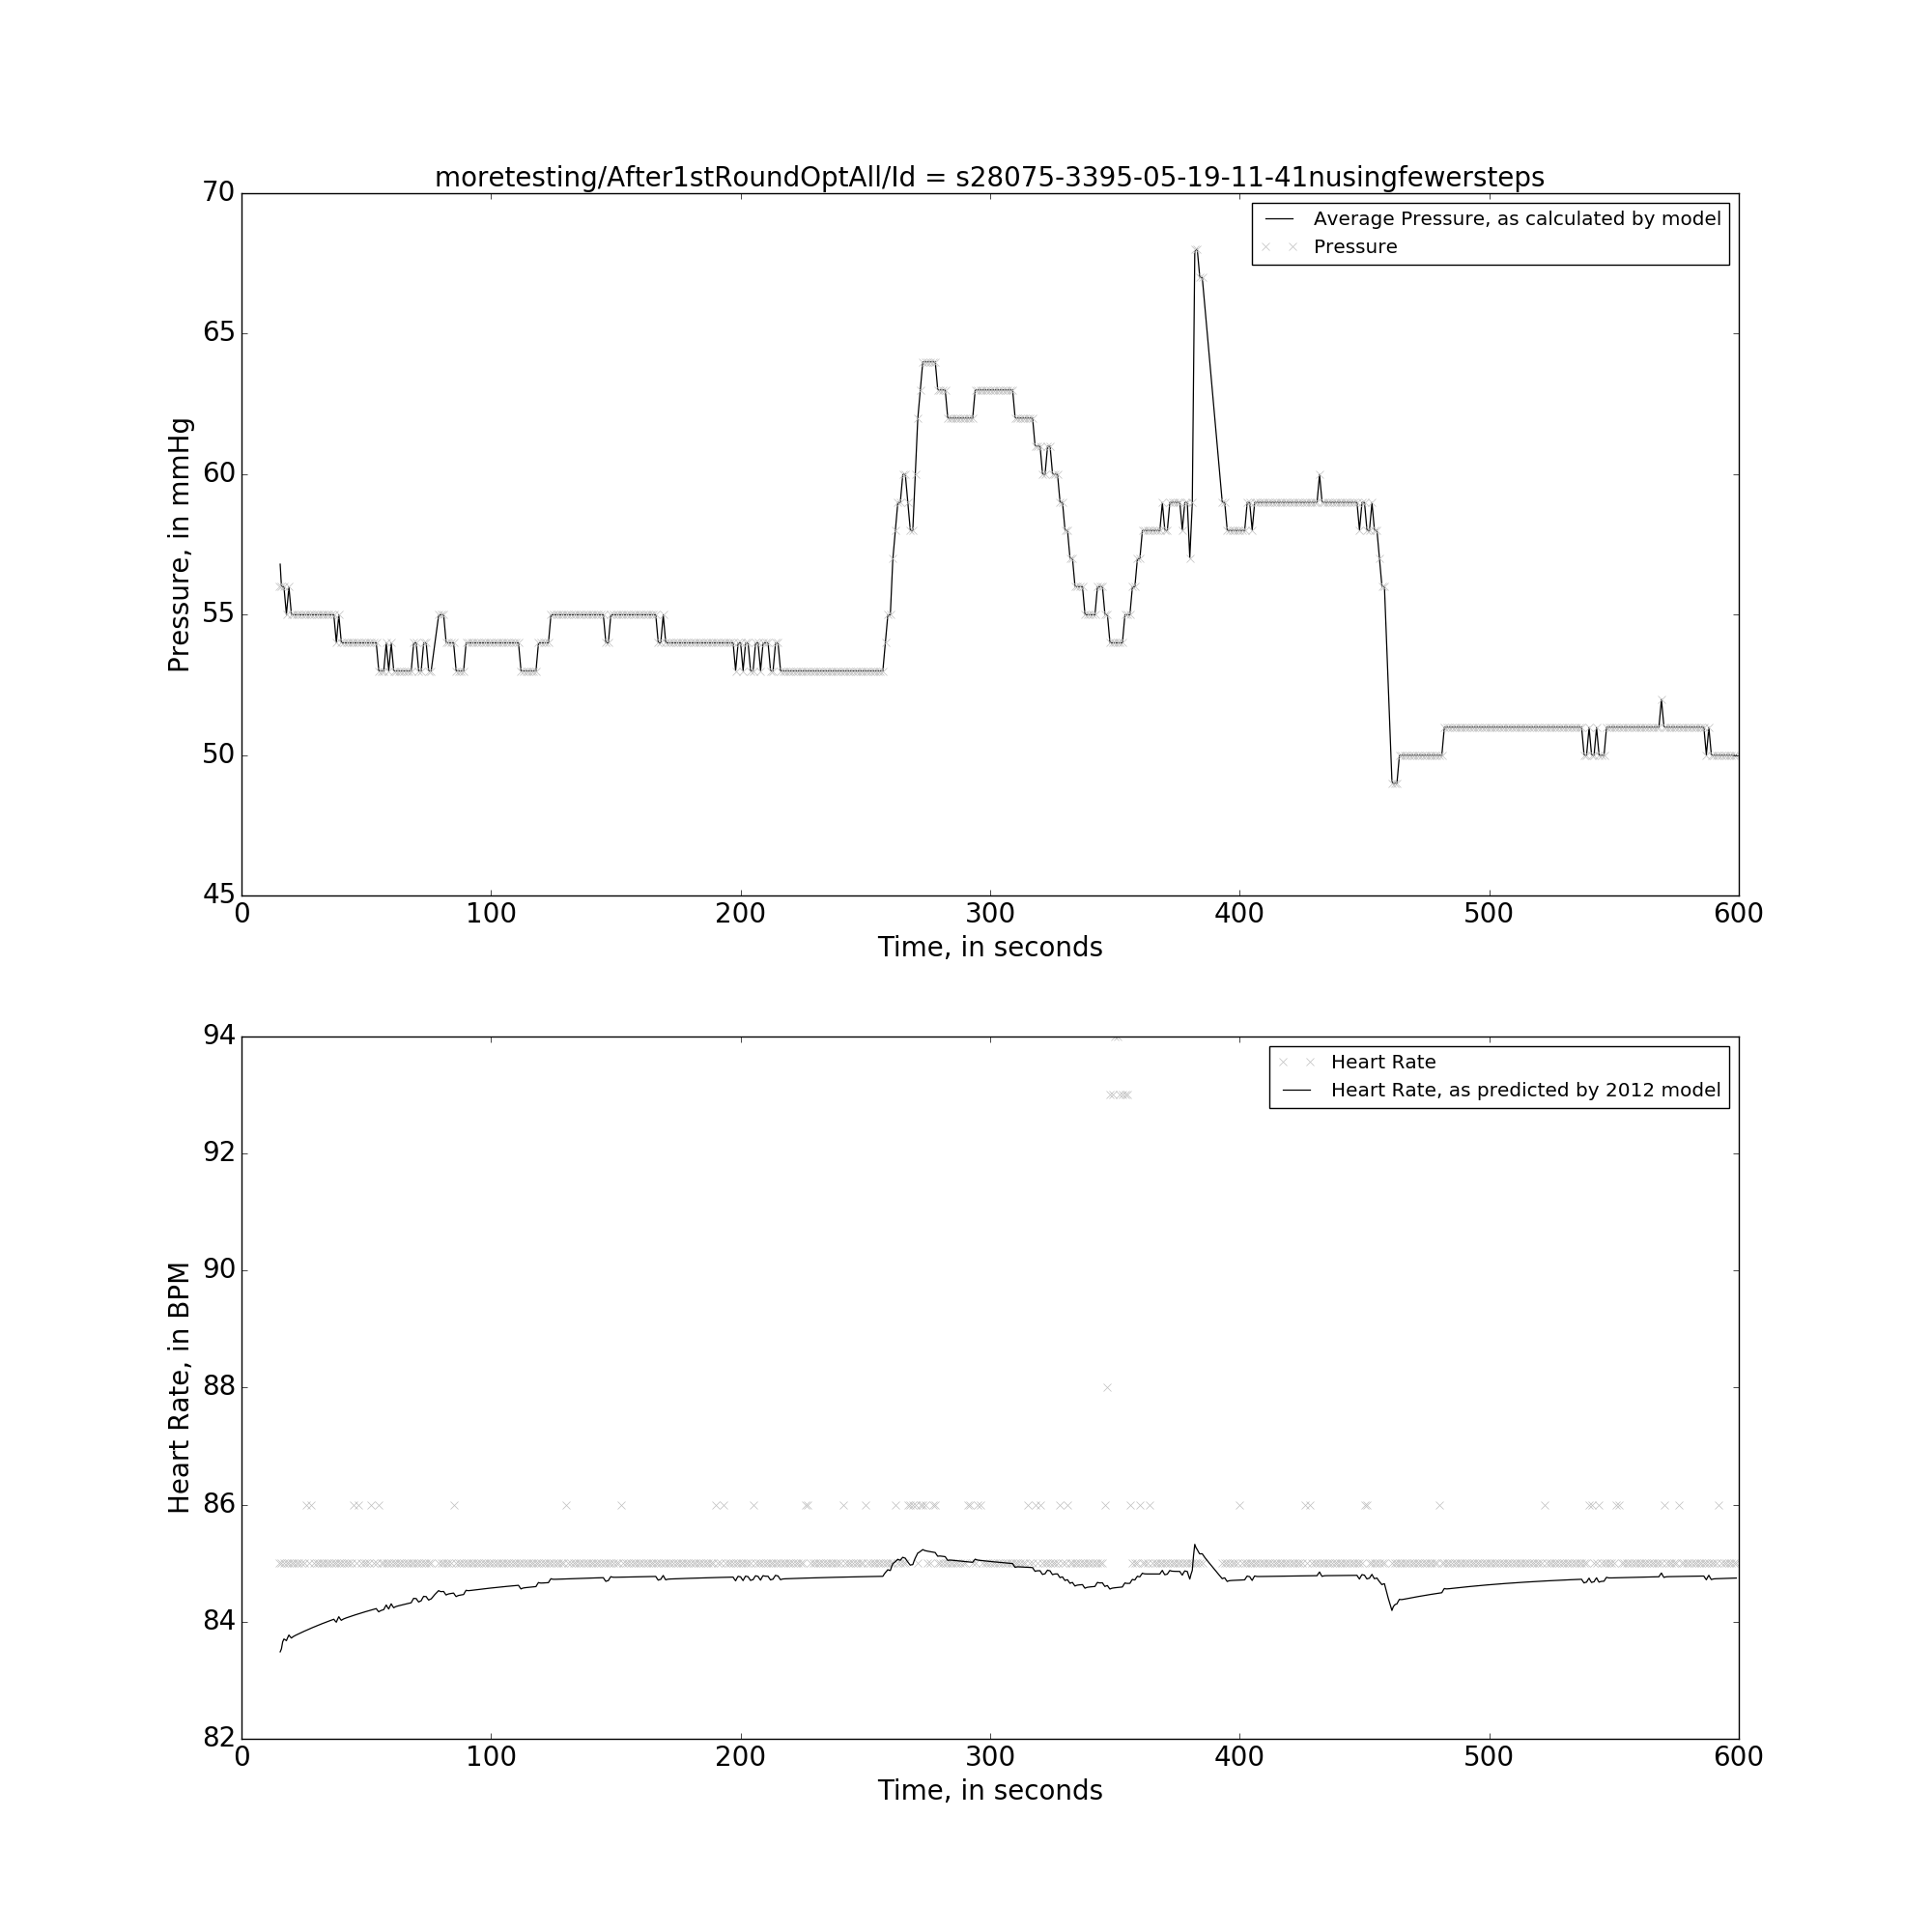 moretesting/After1stRoundOptAll/Id = s28075-3395-05-19-11-41nusingfewersteps
70
65
60
55
50
45
Pressure, in mmHg
Average Pressure, as calculated by model
Pressure
0 100 200 300 400 500 600
Time, in seconds
94
92
90
88
86
84
82
Heart Rate, in BPM
Heart Rate
Heart Rate, as predicted by 2012 model
0 100 200 300 400 500 600
Time, in seconds